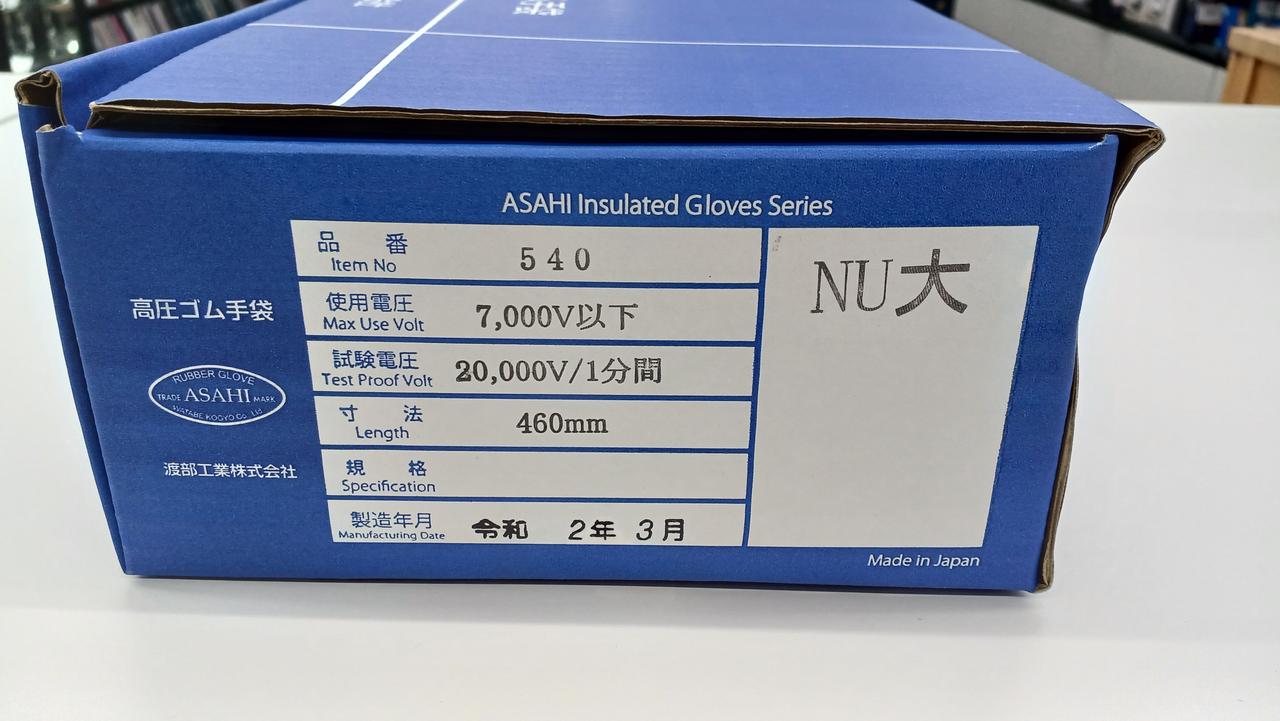 ASAHI Insulated Gloves Series
品番 540
Item No
使用電圧 7,000V以下
Max Use Volt
試験電圧 20,000V/1分間
Test Proof Volt
寸法 460mm
Length
規格
Specification
製造年月 令和 2年 3月
Manufacturing Date
NU大
高圧ゴム手袋
RUBBER GLOVE
TRADE ASAHI MARK
WATABE KOGYO Co. Ltd
渡部工業株式会社
Made in Japan